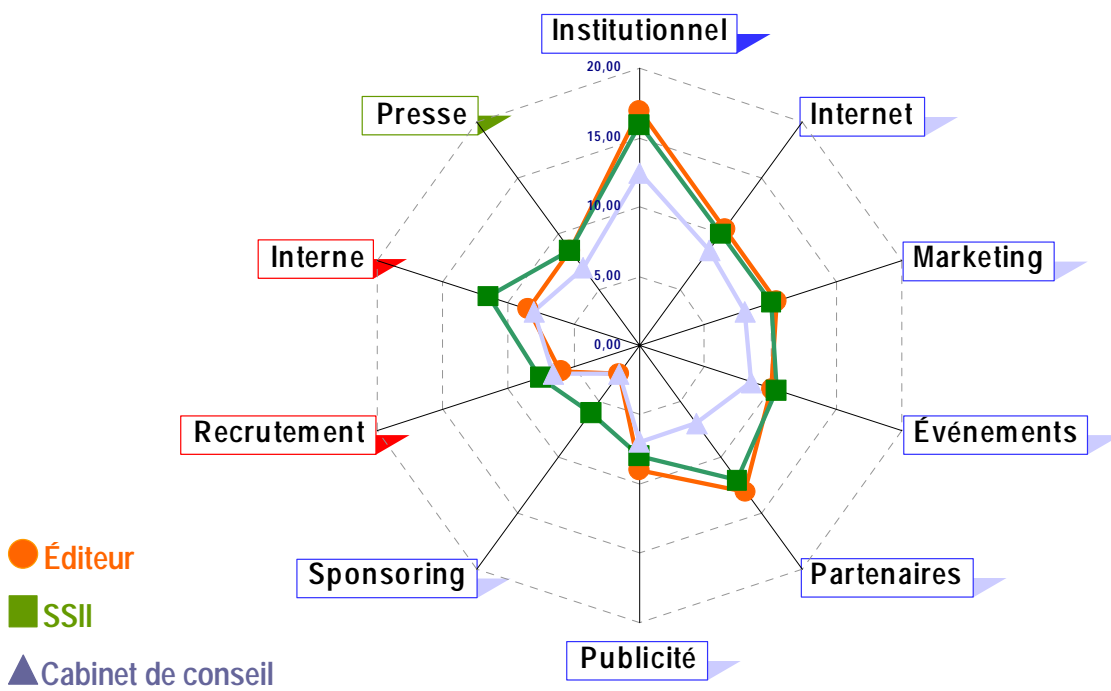 Institutionnel
20,00
Presse
Internet
15,00
10,00
Interne
Marketing
5,00
0,00
Recrutement
Événements
Éditeur
Sponsoring
Partenaires
SSII
Publicité
Cabinet de conseil